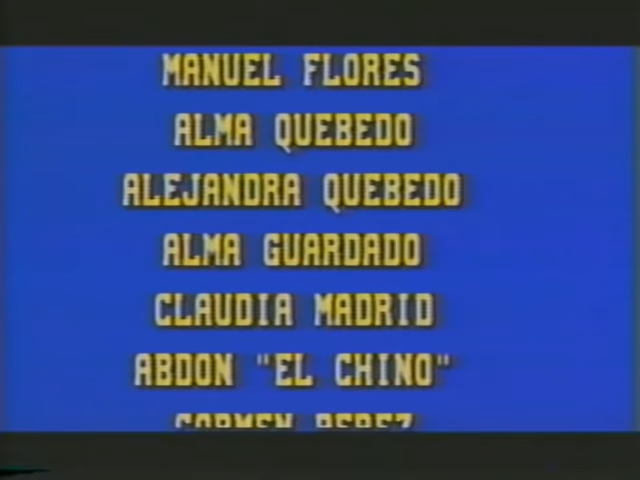 MANUEL FLORES
ALMA QUEBEDO
ALEJANDRA QUEBEDO
ALMA GUARDADO
CLAUDIA MADRID
ABDON "EL CHINO"